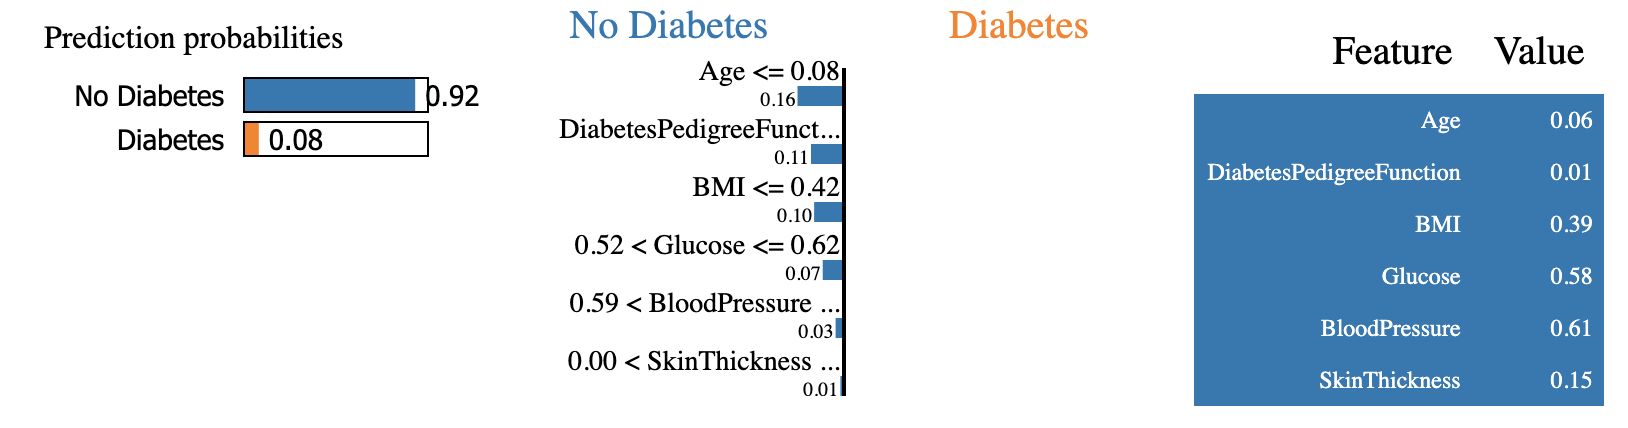 Prediction probabilities
No Diabetes 0.92
Diabetes 0.08
No Diabetes Diabetes
Age <= 0.08
0.16
DiabetesPedigreeFunct...
0.11
BMI <= 0.42
0.10
0.52 < Glucose <= 0.62
0.07
0.59 < BloodPressure ...
0.03
0.00 < SkinThickness ...
0.01
Feature Value
Age 0.06
DiabetesPedigreeFunction 0.01
BMI 0.39
Glucose 0.58
BloodPressure 0.61
SkinThickness 0.15